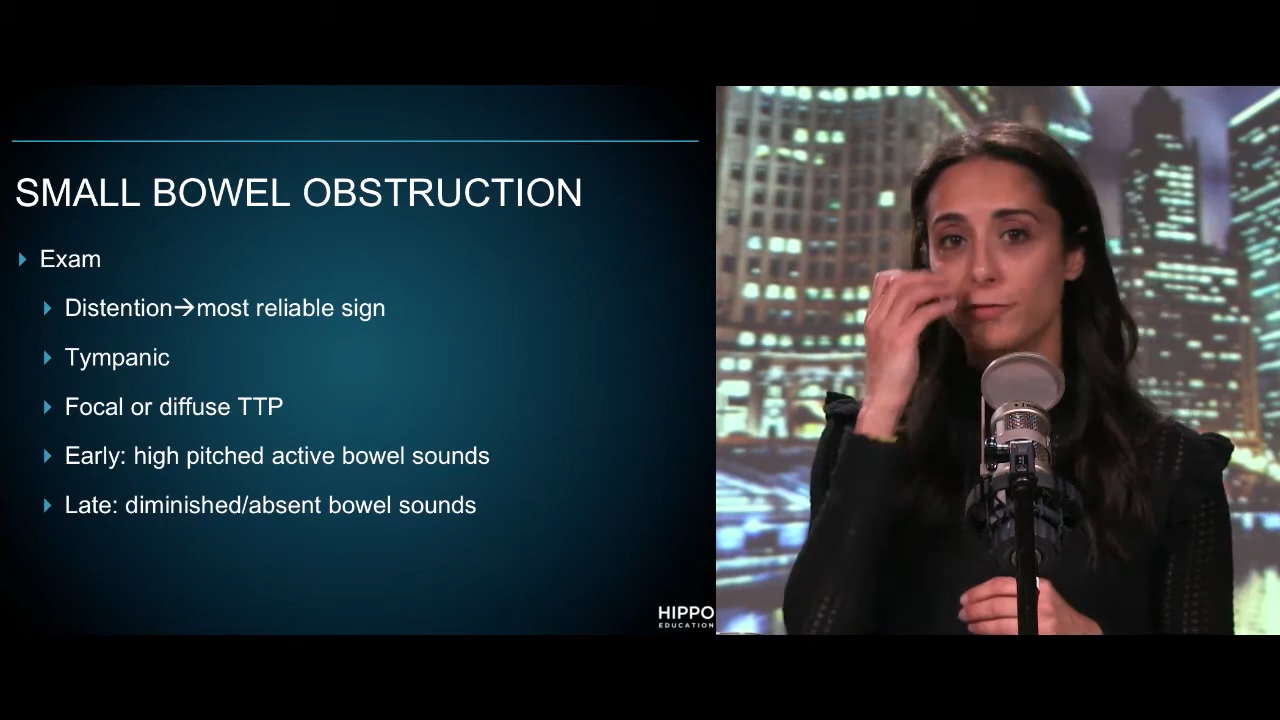 SMALL BOWEL OBSTRUCTION
Exam
Distention→most reliable sign
Tympanic
Focal or diffuse TTP
Early: high pitched active bowel sounds
Late: diminished/absent bowel sounds
HIPPO
EDUCATION